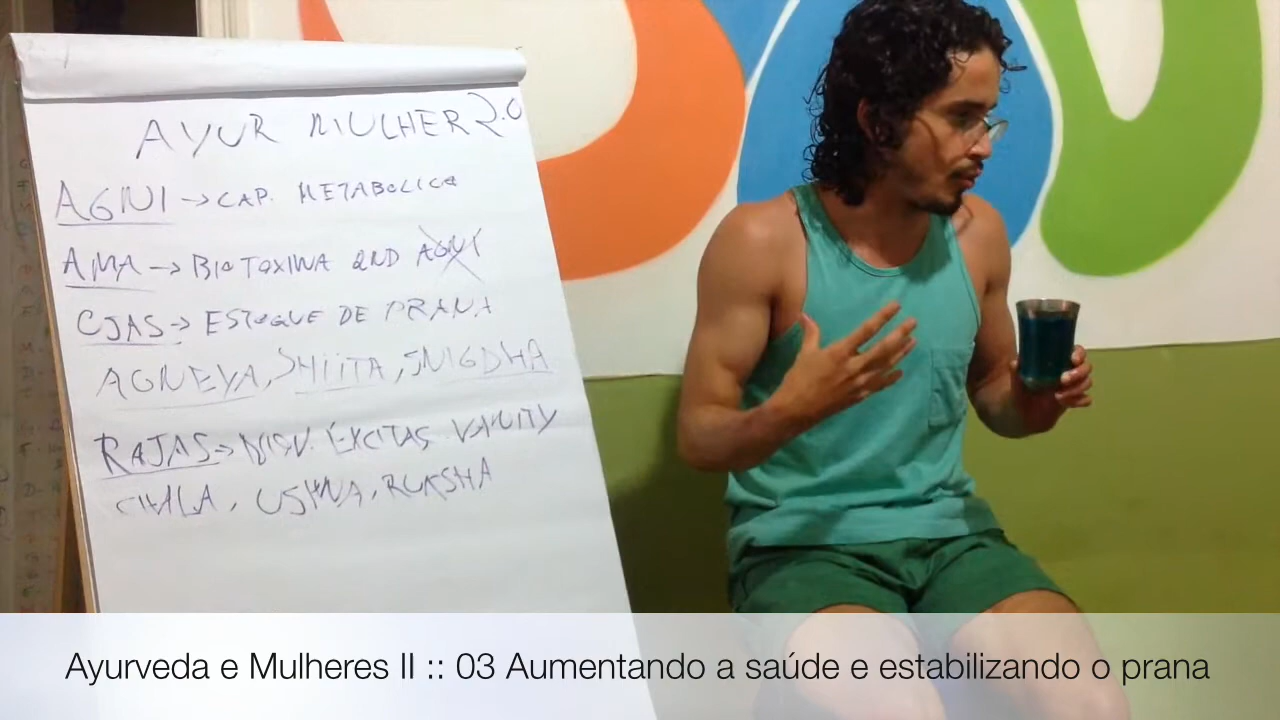 AYUR MULHER 2.0
AGNI → CAP. METABOLICA
AMA → BIOTOXINA QND AGNI
OJAS → ESTOQUE DE PRANA
AGNEYA, SHIITA, SNIGDHA
RAJAS → EXCITAS
CHALA, USHNA, RUKSHA
Ayurveda e Mulheres II :: 03 Aumentando a saúde e estabilizando o prana